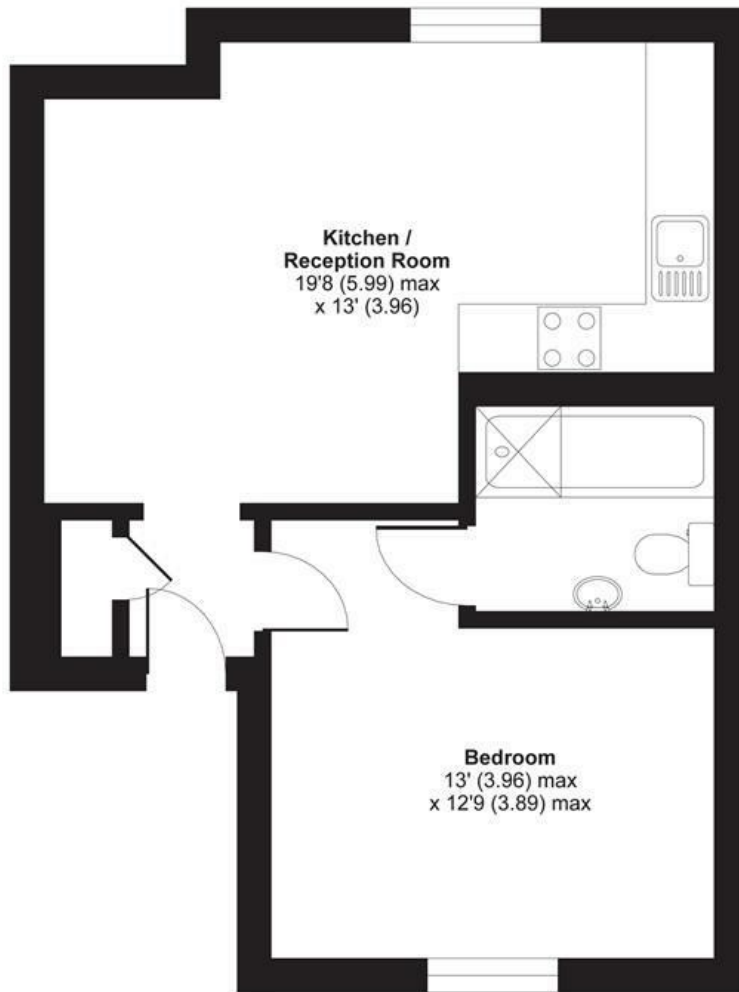 Kitchen /
Reception Room
19'8 (5.99) max
x 13' (3.96)
Bedroom
13' (3.96) max
x 12'9 (3.89) max